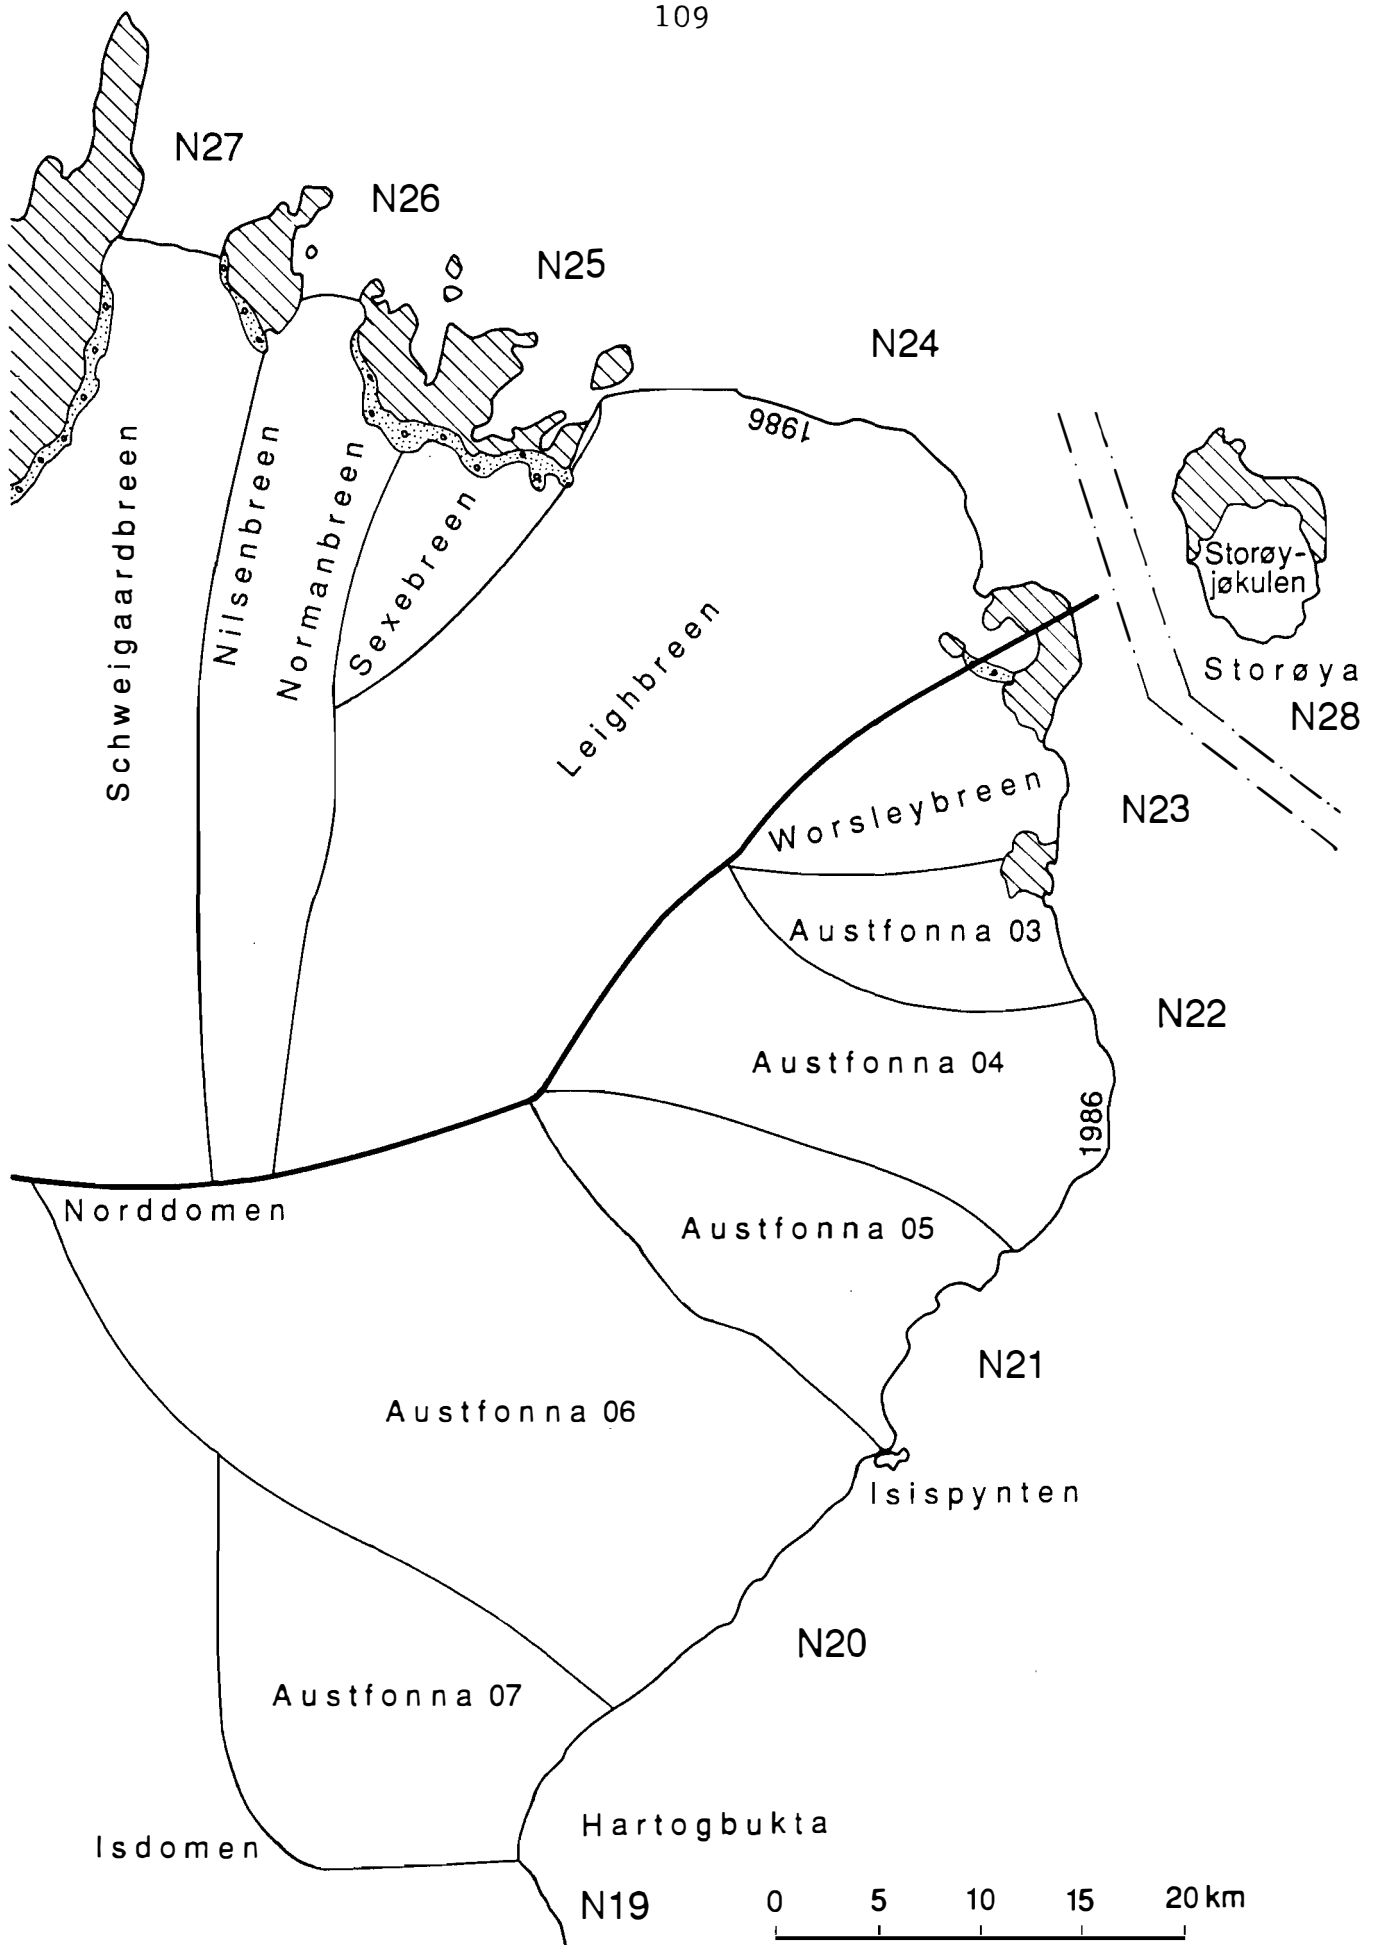 109
N27
N26
N25
N24
1986
Schweigaardbreen
Nilsenbreen
Normanbreen
Sexebreen
Leighbreen
Storøy-
jøkulen
Storøya
N28
Worsleybreen
N23
Austfonna 03
N22
Austfonna 04
1986
Norddomen
Austfonna 05
N21
Austfonna 06
Isispynten
N20
Austfonna 07
Hartogbukta
Isdomen
N19
0 5 10 15 20 km